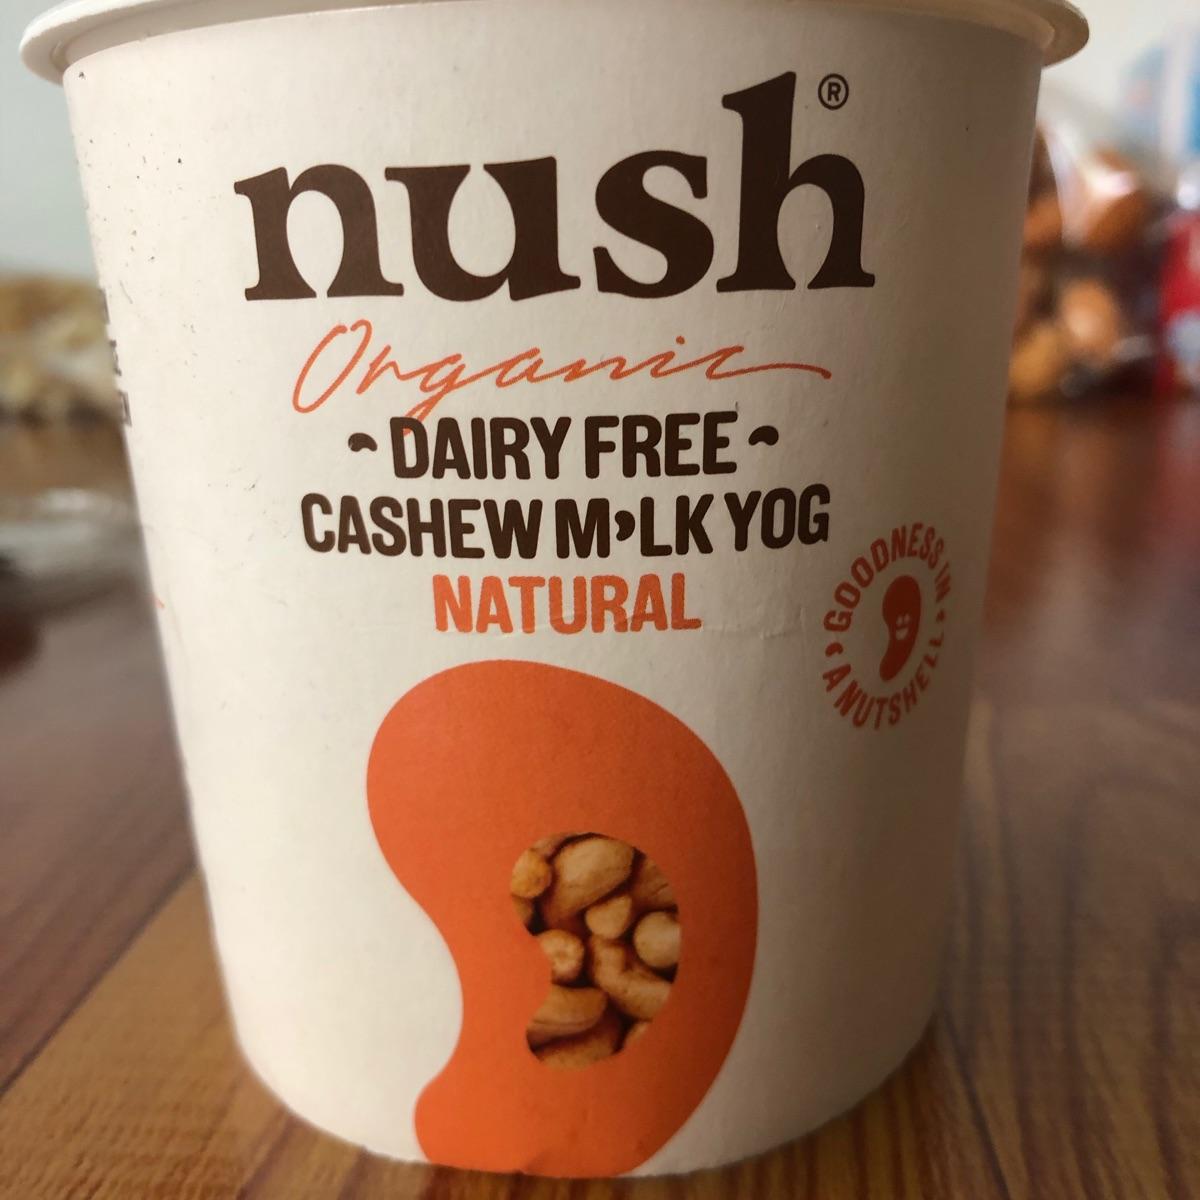 nush®
Organic
~ DAIRY FREE ~
CASHEW M,LK YOG
NATURAL
GOODNESS IN
A NUTSHELL